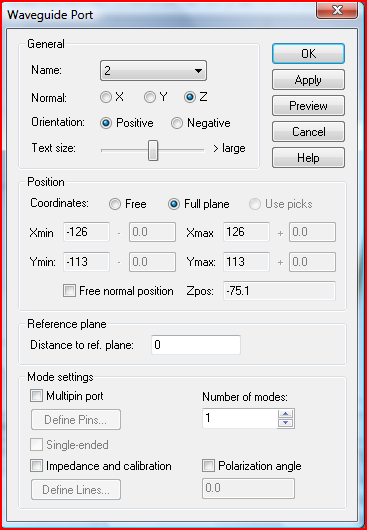 Waveguide Port
General
OK
Name: 2
Apply
Normal: X Y Z
Preview
Orientation: Positive Negative
Cancel
Text size: > large
Help
Position
Coordinates: Free Full plane Use picks
Xmin -126 - 0.0 Xmax 126 + 0.0
Ymin: -113 - 0.0 Ymax: 113 + 0.0
Free normal position Zpos: -75.1
Reference plane
Distance to ref. plane: 0
Mode settings
Multipin port Number of modes:
Define Pins... 1
Single-ended
Impedance and calibration Polarization angle
Define Lines... 0.0